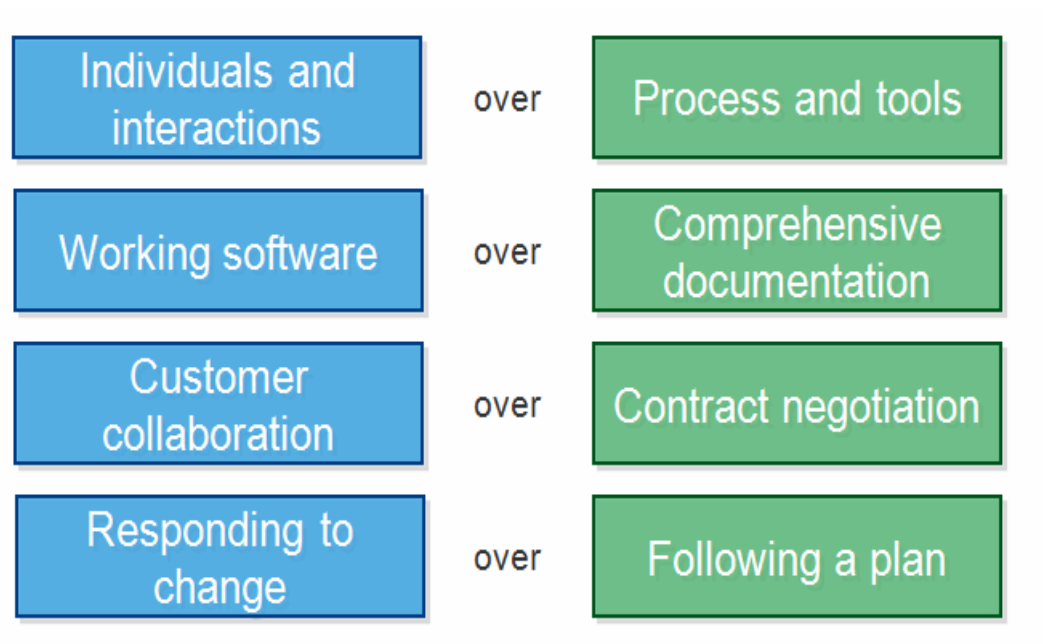 Individuals and
interactions
over
Process and tools
Working software
over
Comprehensive
documentation
Customer
collaboration
over
Contract negotiation
Responding to
change
over
Following a plan